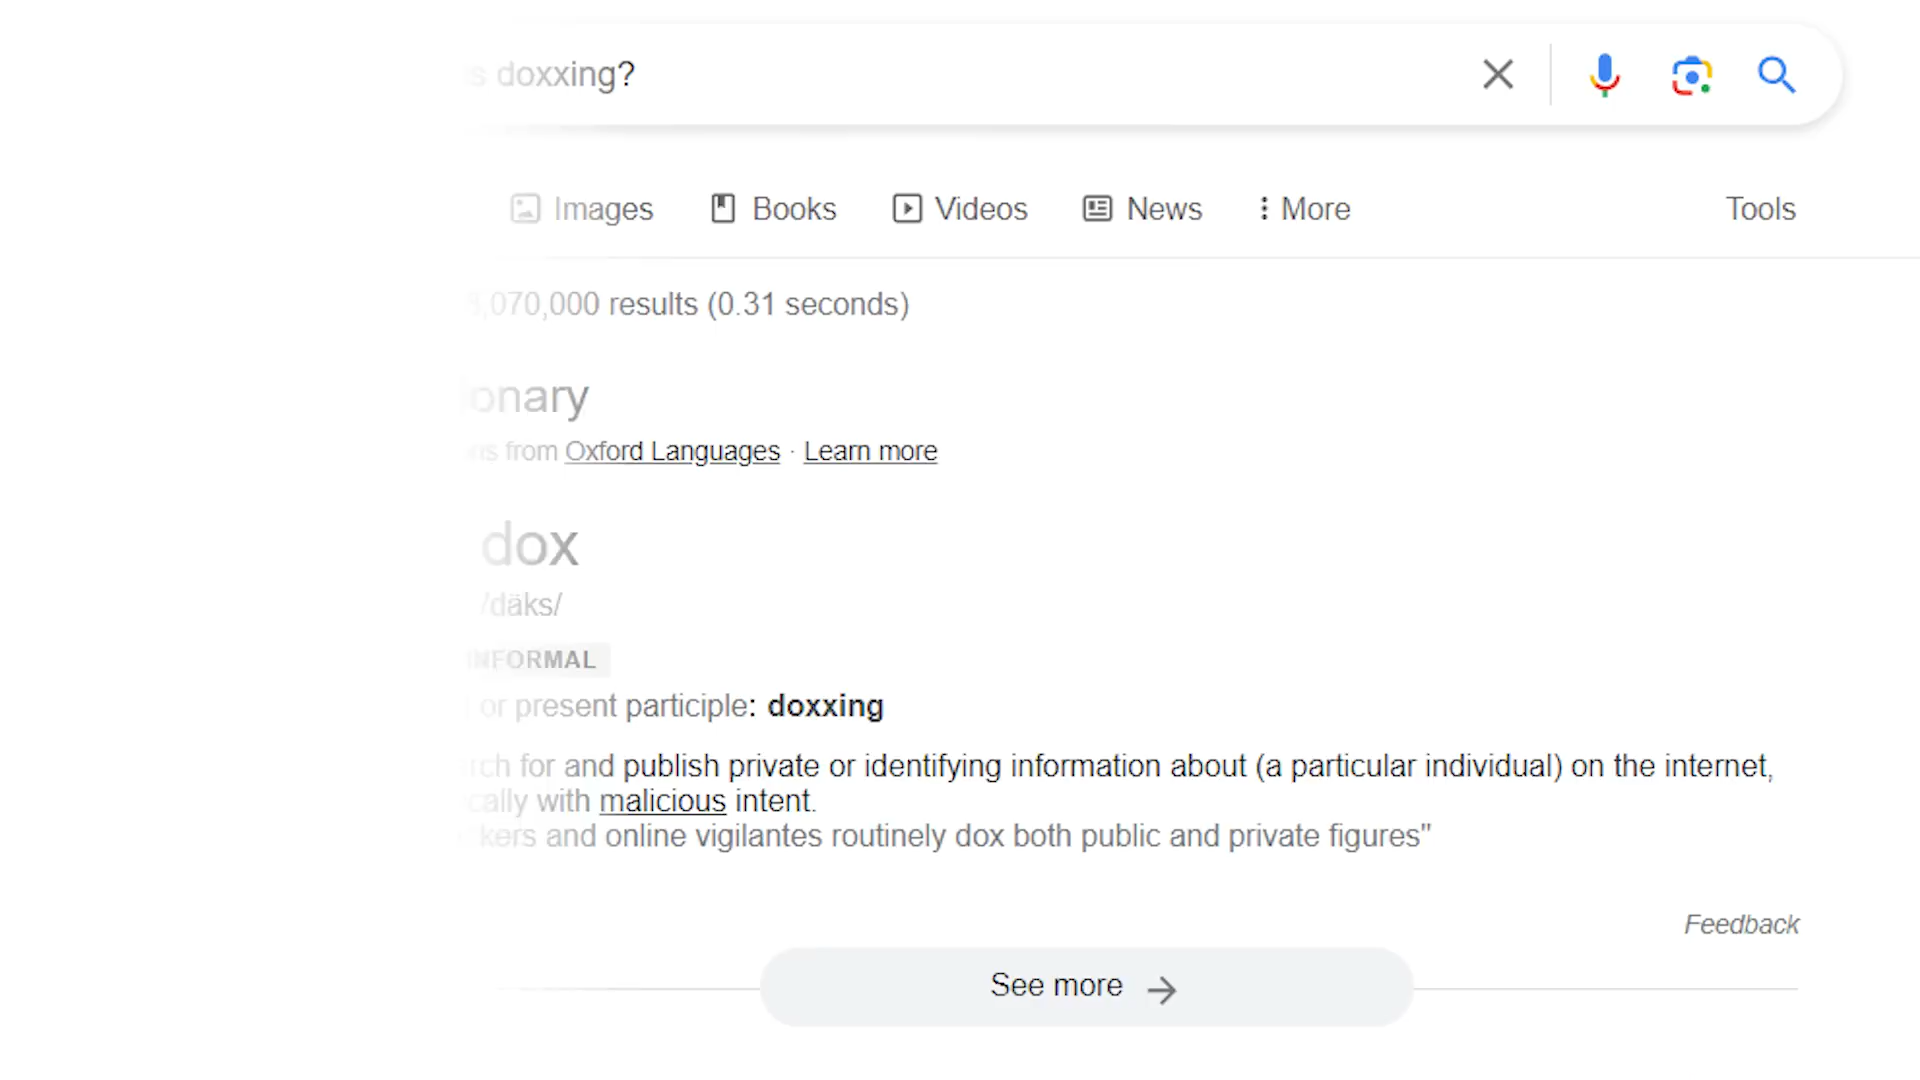 doxxing?
Images Books Videos News More Tools
,070,000 results (0.31 seconds)
onary
from Oxford Languages · Learn more
dox
/däks/
INFORMAL
or present participle: doxxing
for and publish private or identifying information about (a particular individual) on the internet,
with malicious intent.
and online vigilantes routinely dox both public and private figures"
Feedback
See more →